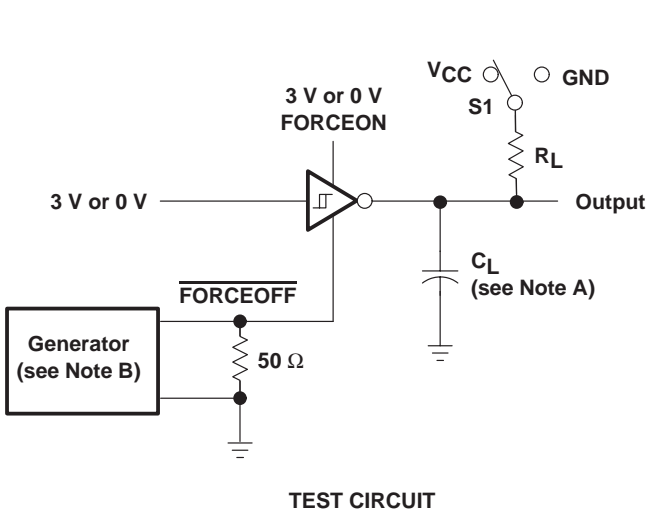 VCC
GND
S1
3 V or 0 V
FORCEON
RL
3 V or 0 V
Output
CL
(see Note A)
FORCEOFF
Generator
(see Note B)
50 Ω
TEST CIRCUIT